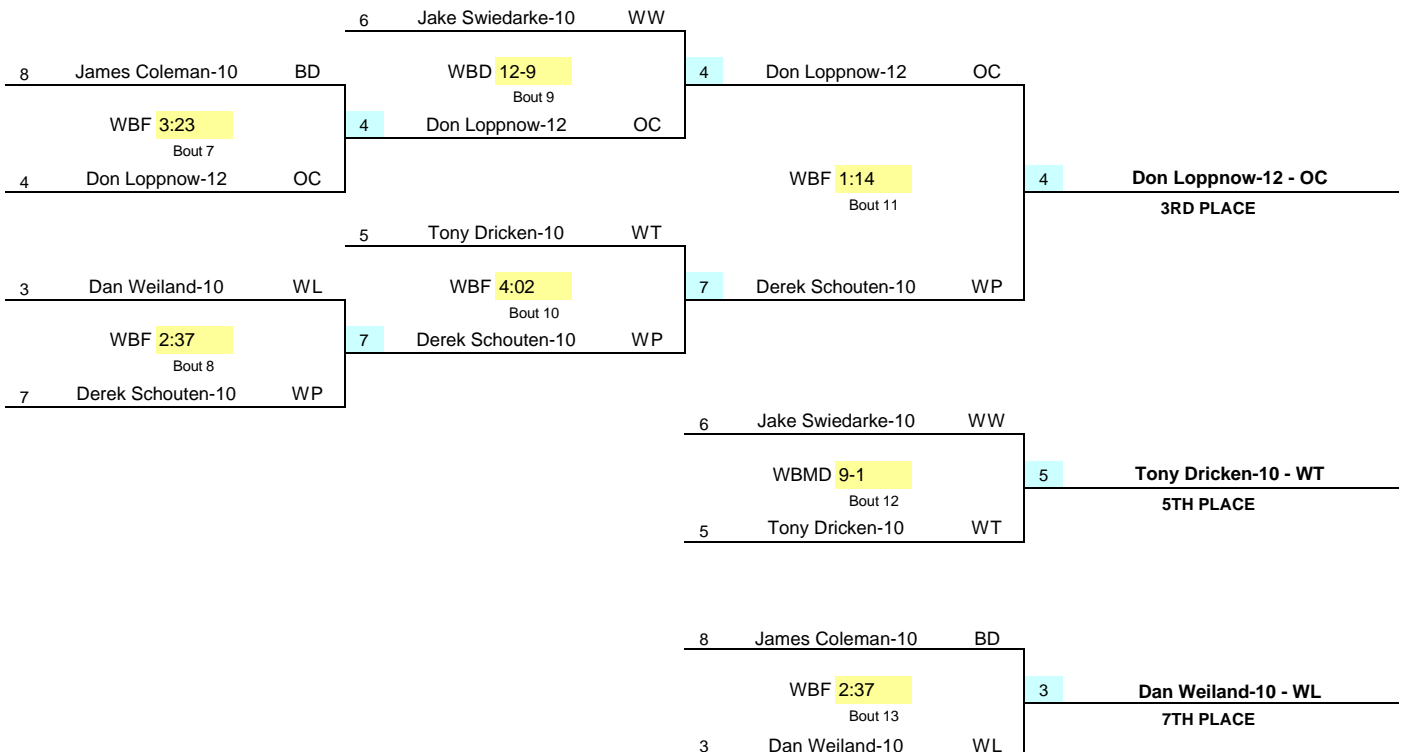 6 Jake Swiedarke-10 WW
8 James Coleman-10 BD WBD 12-9 4 Don Loppnow-12 OC
Bout 9
WBF 3:23 4 Don Loppnow-12 OC
Bout 7
4 Don Loppnow-12 OC WBF 1:14 4 Don Loppnow-12 - OC
Bout 11 3RD PLACE
5 Tony Dricken-10 WT
3 Dan Weiland-10 WL WBF 4:02 7 Derek Schouten-10 WP
Bout 10
WBF 2:37 7 Derek Schouten-10 WP
Bout 8
7 Derek Schouten-10 WP
6 Jake Swiedarke-10 WW
WBMD 9-1 5 Tony Dricken-10 - WT
Bout 12 5TH PLACE
5 Tony Dricken-10 WT
8 James Coleman-10 BD
WBF 2:37 3 Dan Weiland-10 - WL
Bout 13 7TH PLACE
3 Dan Weiland-10 WL